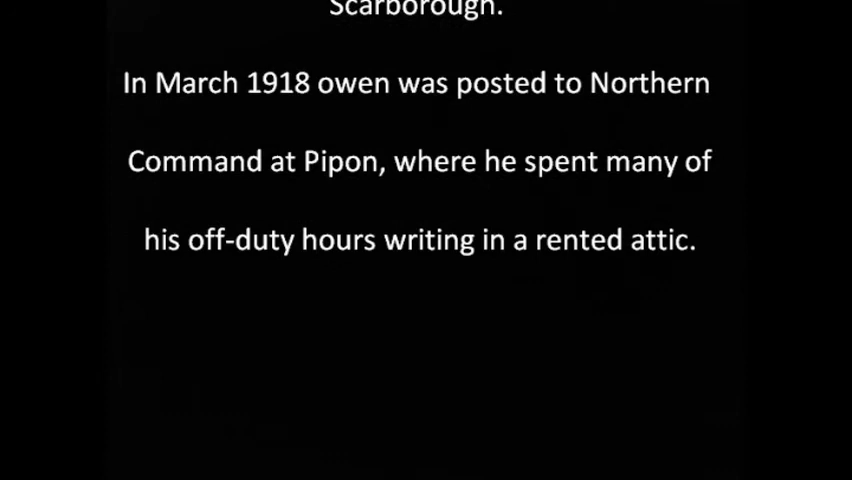 Scarborough.
In March 1918 owen was posted to Northern
Command at Pipon, where he spent many of
his off-duty hours writing in a rented attic.